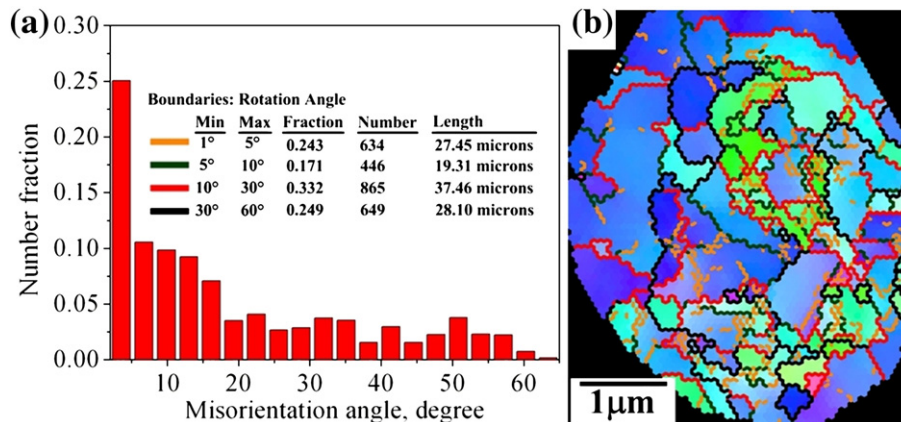 (a)
0.30
0.25
0.20
0.15
0.10
0.05
0.00
Number fraction
Boundaries: Rotation Angle
Min Max Fraction Number Length
1° 5° 0.243 634 27.45 microns
5° 10° 0.171 446 19.31 microns
10° 30° 0.332 865 37.46 microns
30° 60° 0.249 649 28.10 microns
10 20 30 40 50 60
Misorientation angle, degree
(b)
1μm